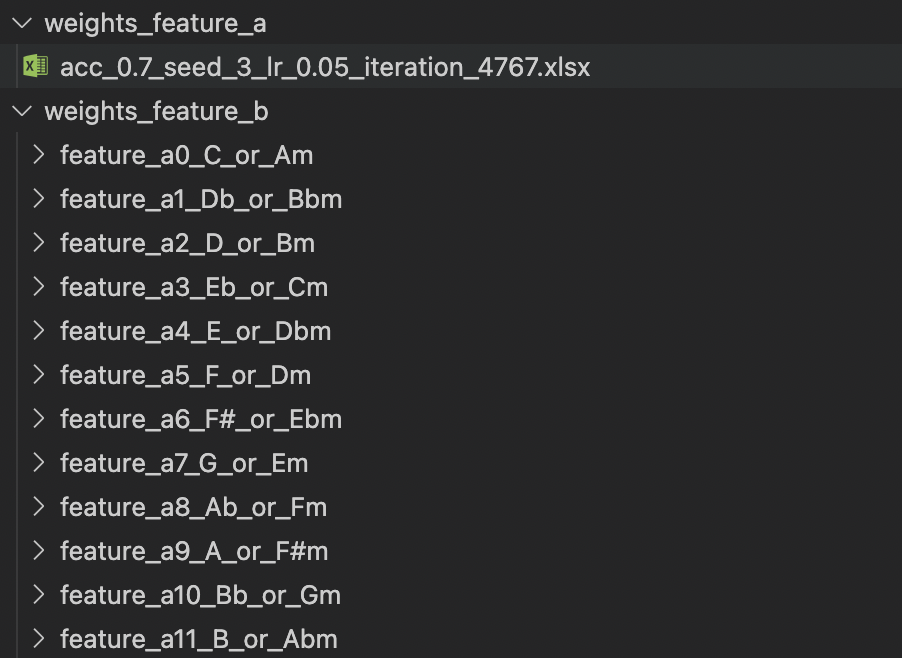 weights_feature_a
acc_0.7_seed_3_lr_0.05_iteration_4767.xlsx
weights_feature_b
feature_a0_C_or_Am
feature_a1_Db_or_Bbm
feature_a2_D_or_Bm
feature_a3_Eb_or_Cm
feature_a4_E_or_Dbm
feature_a5_F_or_Dm
feature_a6_F#_or_Ebm
feature_a7_G_or_Em
feature_a8_Ab_or_Fm
feature_a9_A_or_F#m
feature_a10_Bb_or_Gm
feature_a11_B_or_Abm